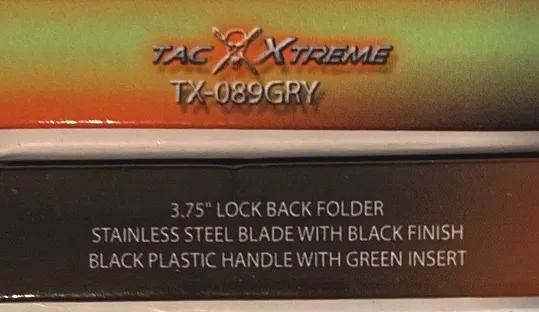 TAC XTREME
TX-089GRY
3.75" LOCK BACK FOLDER
STAINLESS STEEL BLADE WITH BLACK FINISH
BLACK PLASTIC HANDLE WITH GREEN INSERT